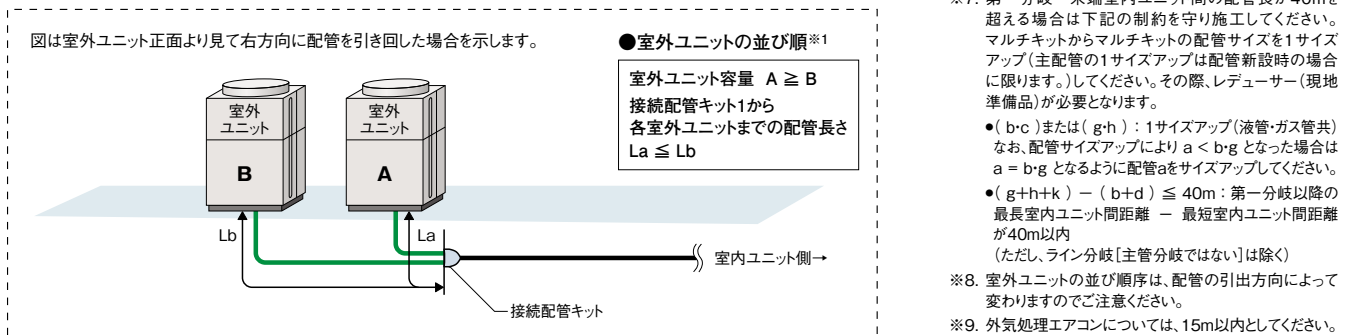 図は室外ユニット正面より見て右方向に配管を引き回した場合を示します。
●室外ユニットの並び順※1
室外ユニット容量 A ≧ B
接続配管キット1から
各室外ユニットまでの配管長さ
La ≦ Lb
室外
ユニット
B
室外
ユニット
A
Lb
La
室内ユニット側→
接続配管キット
超える場合は下記の制約を守り施工してください。
マルチキットからマルチキットの配管サイズを1サイズ
アップ(主配管の1サイズアップは配管新設時の場合
に限ります。)してください。その際、レデューサー(現地
準備品)が必要となります。
●( b・c )または( g・h ) : 1サイズアップ(液管・ガス管共)
なお、配管サイズアップにより a < b・g となった場合は
a = b・g となるように配管aをサイズアップしてください。
●( g+h+k ) － ( b+d ) ≦ 40m : 第一分岐以降の
最長室内ユニット間距離 － 最短室内ユニット間距離
が40m以内
(ただし、ライン分岐[主管分岐ではない]は除く)
※8. 室外ユニットの並び順序は、配管の引出方向によって
変わりますのでご注意ください。
※9. 外気処理エアコンについては、15m以内としてください。